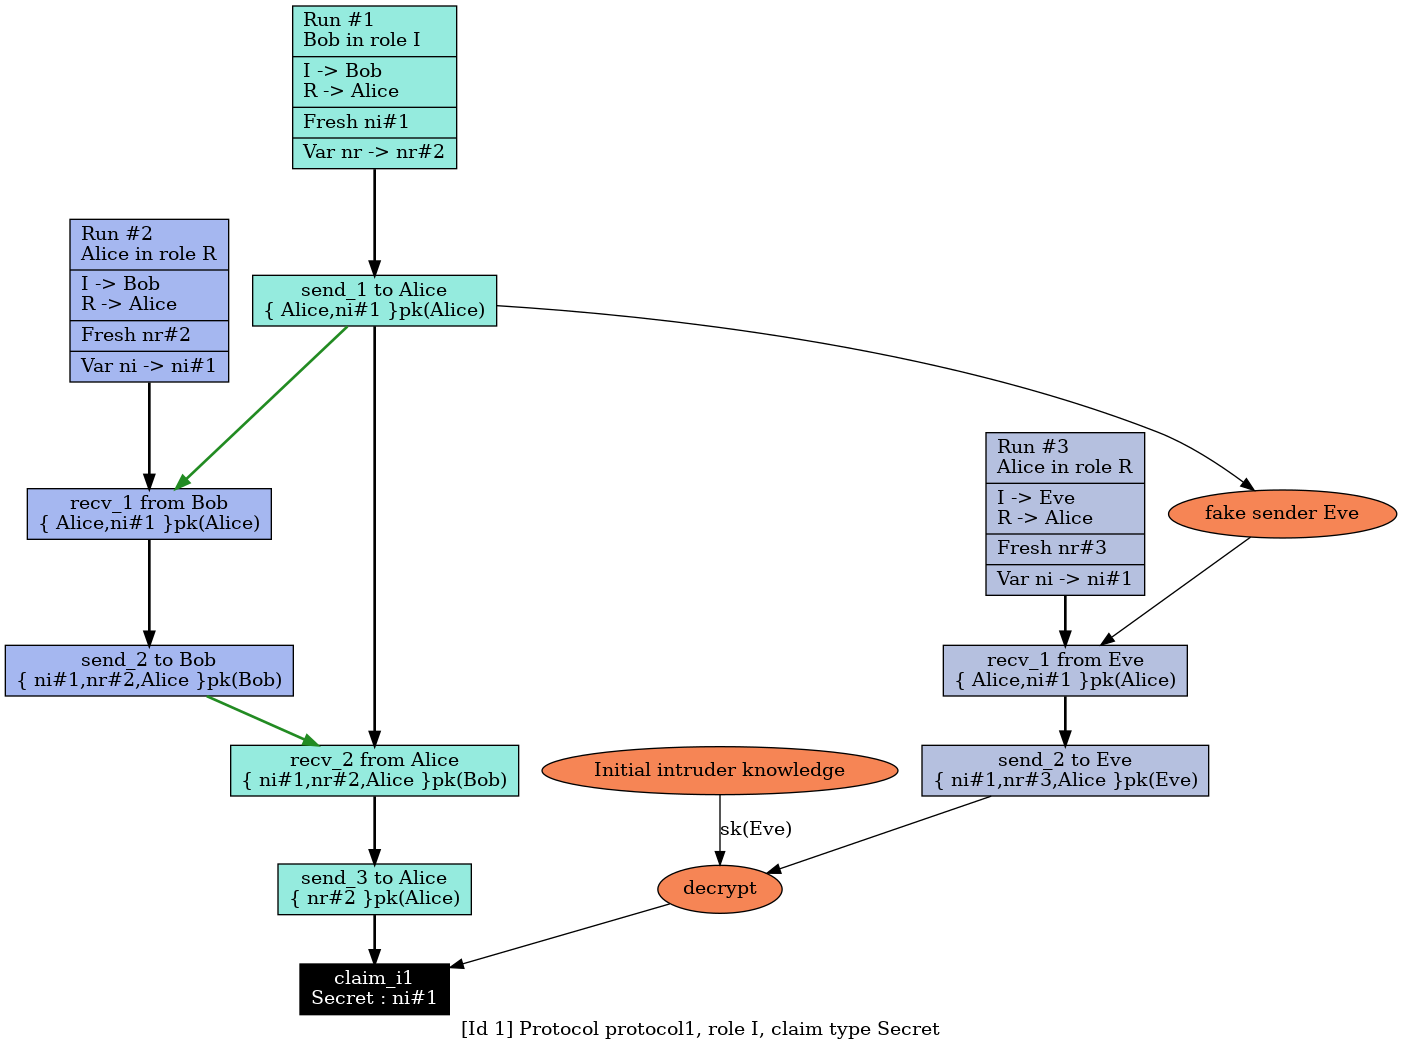 Run #1
Bob in role I
I -> Bob
R -> Alice
Fresh ni#1
Var nr -> nr#2
Run #2
Alice in role R
I -> Bob
R -> Alice
Fresh nr#2
Var ni -> ni#1
send_1 to Alice
{ Alice,ni#1 }pk(Alice)
Run #3
Alice in role R
I -> Eve
R -> Alice
Fresh nr#3
Var ni -> ni#1
fake sender Eve
recv_1 from Bob
{ Alice,ni#1 }pk(Alice)
send_2 to Bob
{ ni#1,nr#2,Alice }pk(Bob)
recv_1 from Eve
{ Alice,ni#1 }pk(Alice)
recv_2 from Alice
{ ni#1,nr#2,Alice }pk(Bob)
Initial intruder knowledge
send_2 to Eve
{ ni#1,nr#3,Alice }pk(Eve)
sk(Eve)
send_3 to Alice
{ nr#2 }pk(Alice)
decrypt
claim_i1
Secret : ni#1
[Id 1] Protocol protocol1, role I, claim type Secret